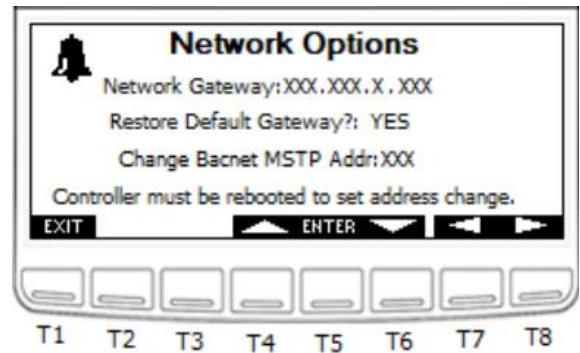 Network Options
Network Gateway:XXX.XXX.X.XXX
Restore Default Gateway?: YES
Change Bacnet MSTP Addr:XXX
Controller must be rebooted to set address change.
EXIT ENTER
T1 T2 T3 T4 T5 T6 T7 T8